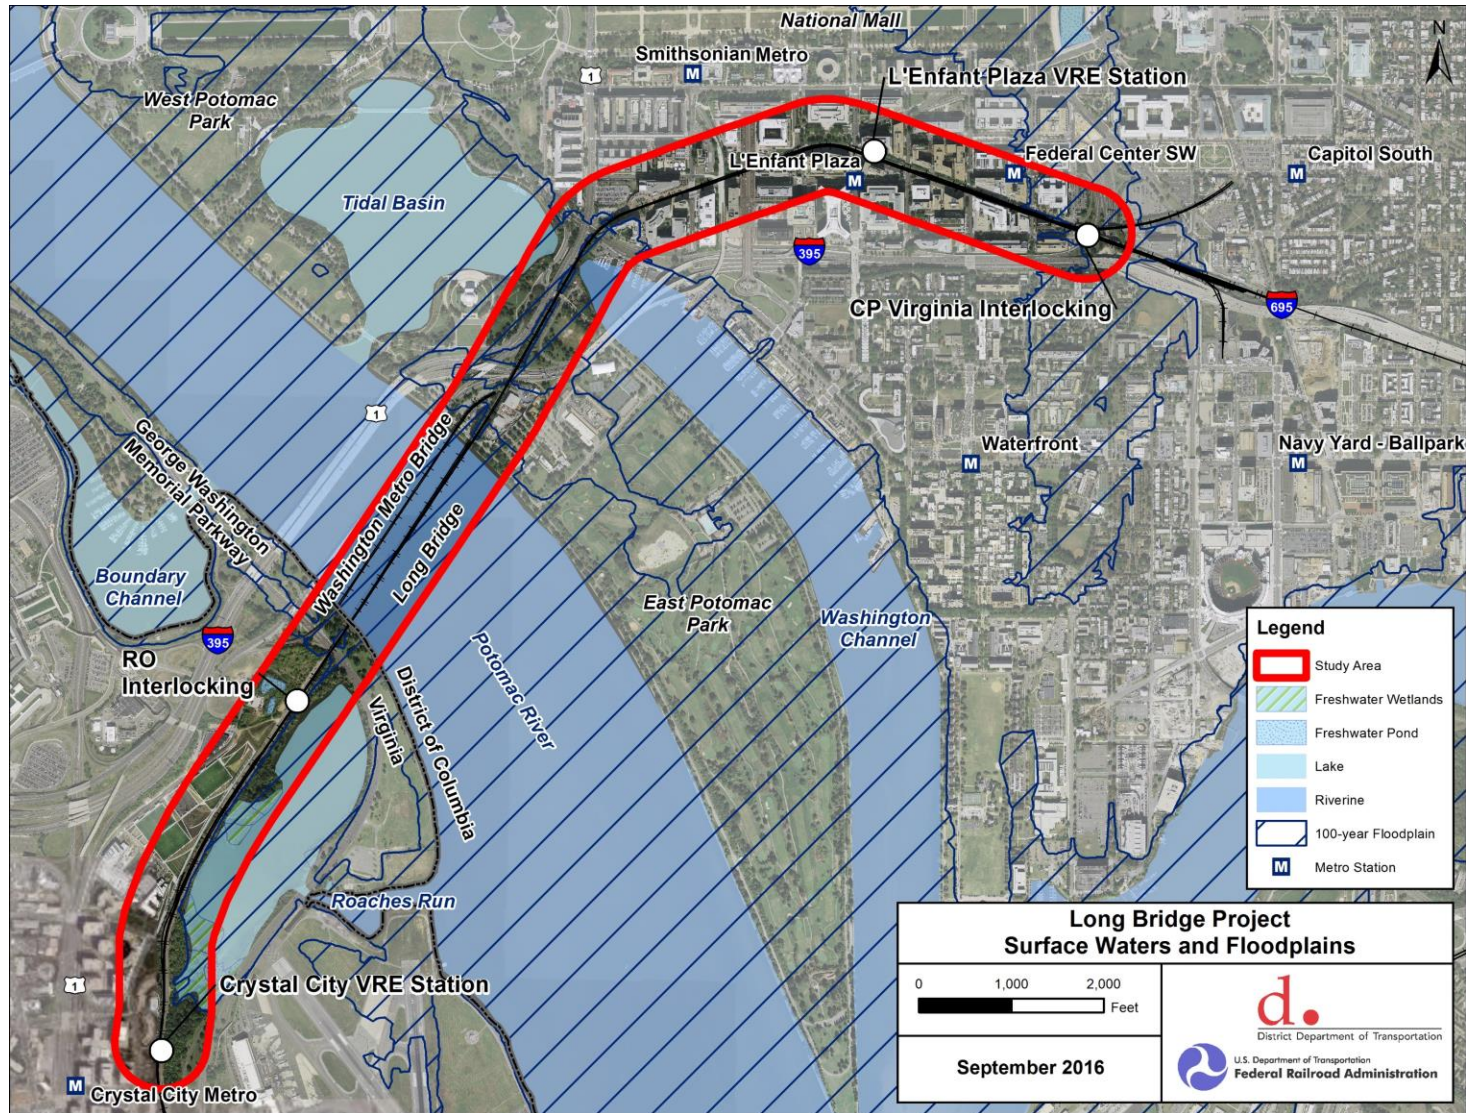 National Mall
N
Smithsonian Metro
M
1
L'Enfant Plaza VRE Station
West Potomac
Park
L'Enfant Plaza
M
Federal Center SW
M
Capitol South
M
Tidal Basin
395
CP Virginia Interlocking
695
1
George Washington
Memorial Parkway
Washington Metro Bridge
Long Bridge
Waterfront
M
Navy Yard - Ballpark
M
Boundary
Channel
395
East Potomac
Park
Washington
Channel
RO
Interlocking
Potomac River
District of Columbia
Virginia
Roaches Run
1
Crystal City VRE Station
M
Crystal City Metro
Legend
Study Area
Freshwater Wetlands
Freshwater Pond
Lake
Riverine
100-year Floodplain
M
Metro Station
Long Bridge Project
Surface Waters and Floodplains
0 1,000 2,000
Feet
September 2016
d.
District Department of Transportation
U.S. Department of Transportation
Federal Railroad Administration